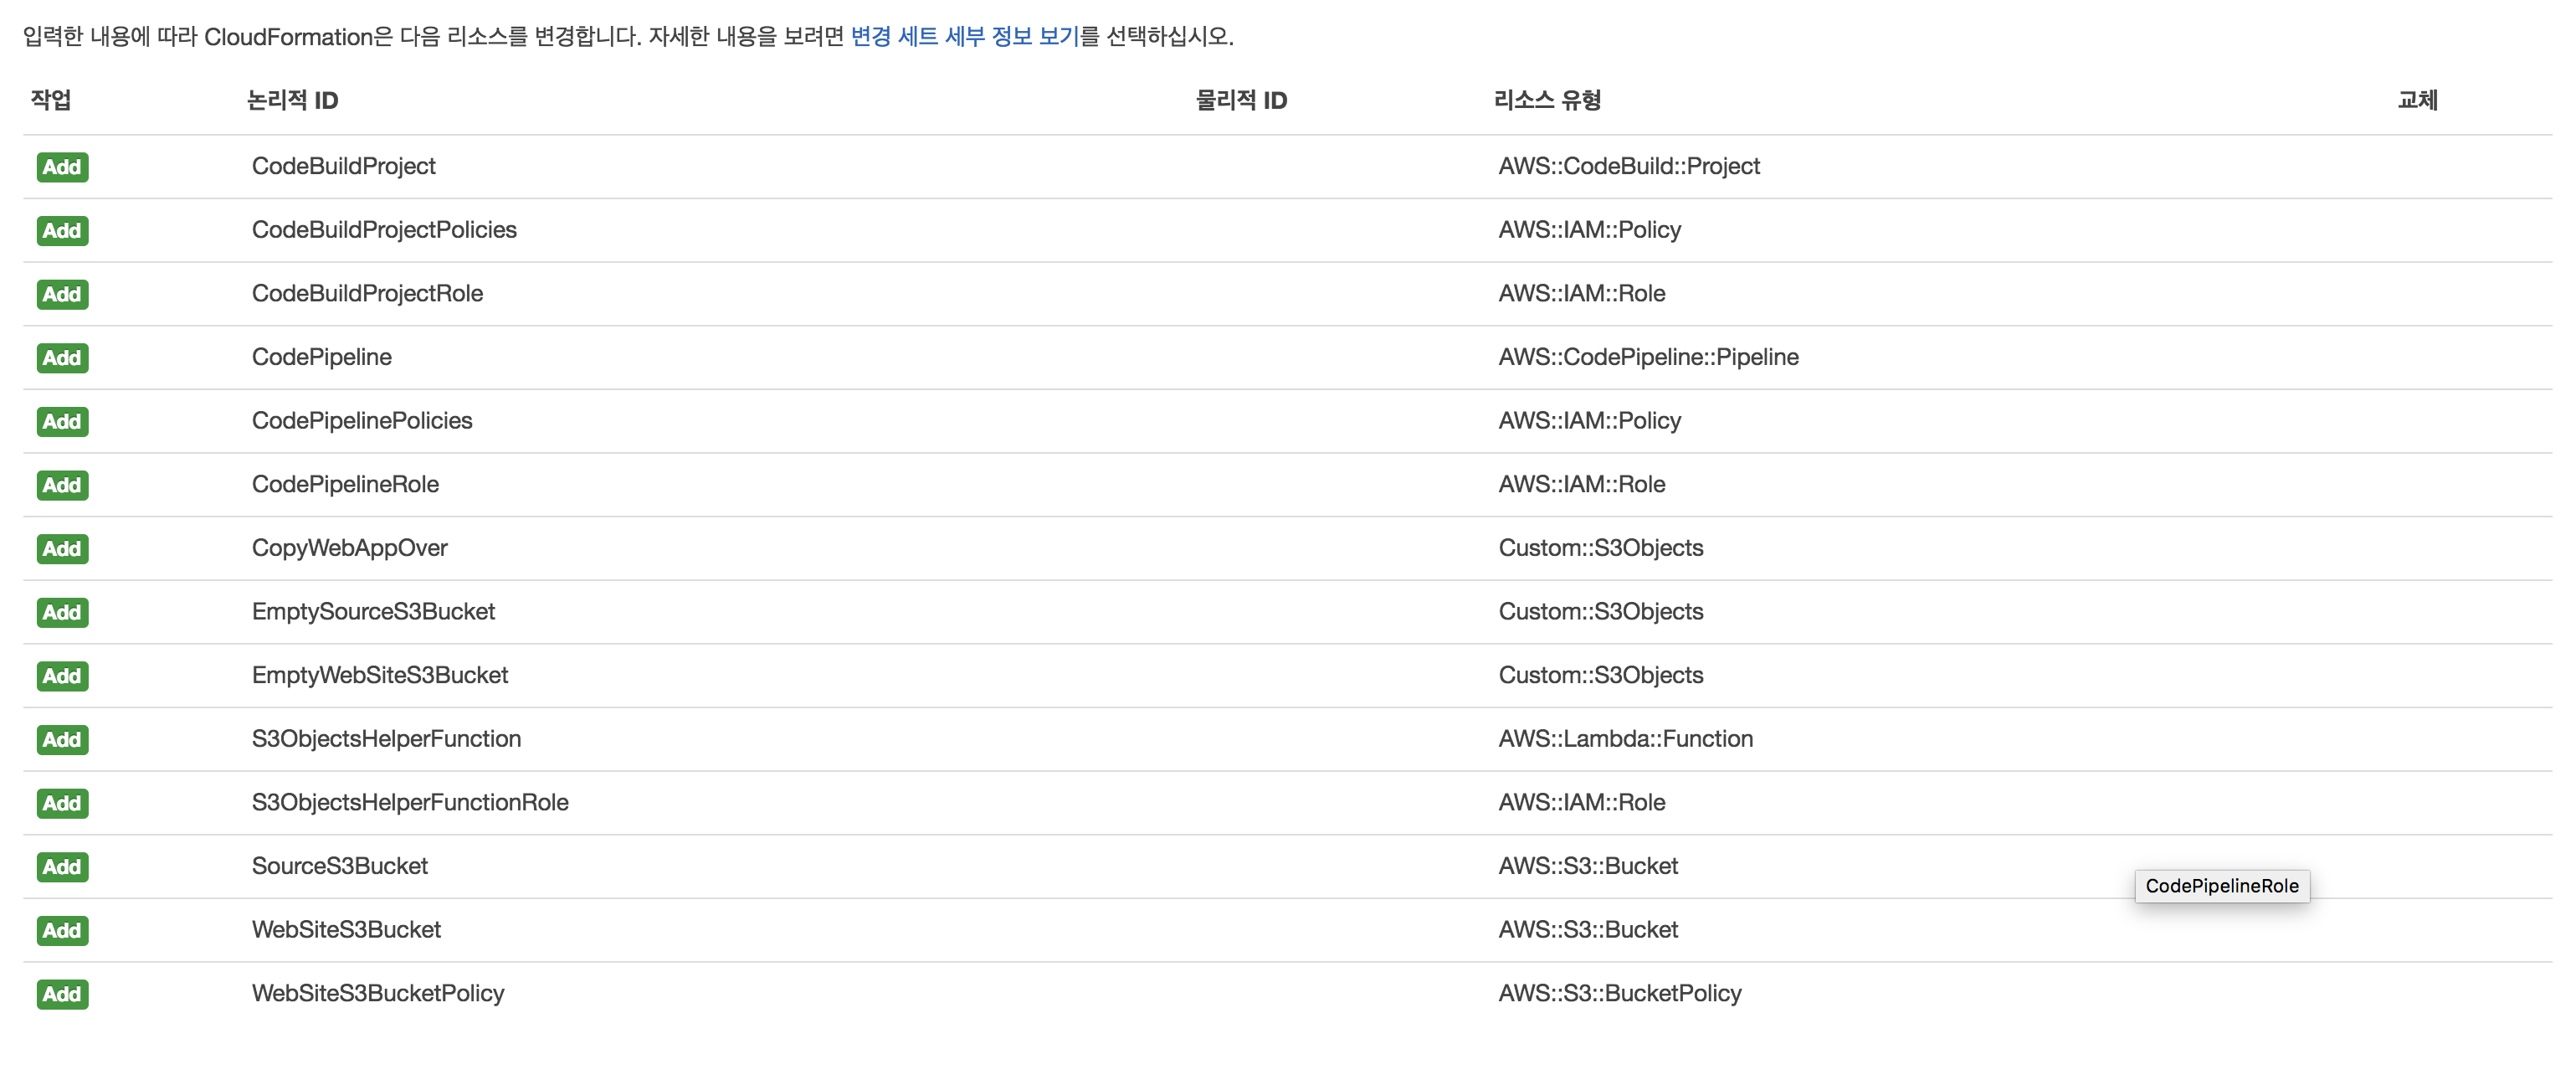 입력한 내용에 따라 CloudFormation은 다음 리소스를 변경합니다. 자세한 내용을 보려면 변경 세트 세부 정보 보기를 선택하십시오.
작업 논리적 ID 물리적 ID 리소스 유형 교체
Add CodeBuildProject AWS::CodeBuild::Project
Add CodeBuildProjectPolicies AWS::IAM::Policy
Add CodeBuildProjectRole AWS::IAM::Role
Add CodePipeline AWS::CodePipeline::Pipeline
Add CodePipelinePolicies AWS::IAM::Policy
Add CodePipelineRole AWS::IAM::Role
Add CopyWebAppOver Custom::S3Objects
Add EmptySourceS3Bucket Custom::S3Objects
Add EmptyWebSiteS3Bucket Custom::S3Objects
Add S3ObjectsHelperFunction AWS::Lambda::Function
Add S3ObjectsHelperFunctionRole AWS::IAM::Role
Add SourceS3Bucket AWS::S3::Bucket
CodePipelineRole
Add WebSiteS3Bucket AWS::S3::Bucket
Add WebSiteS3BucketPolicy AWS::S3::BucketPolicy